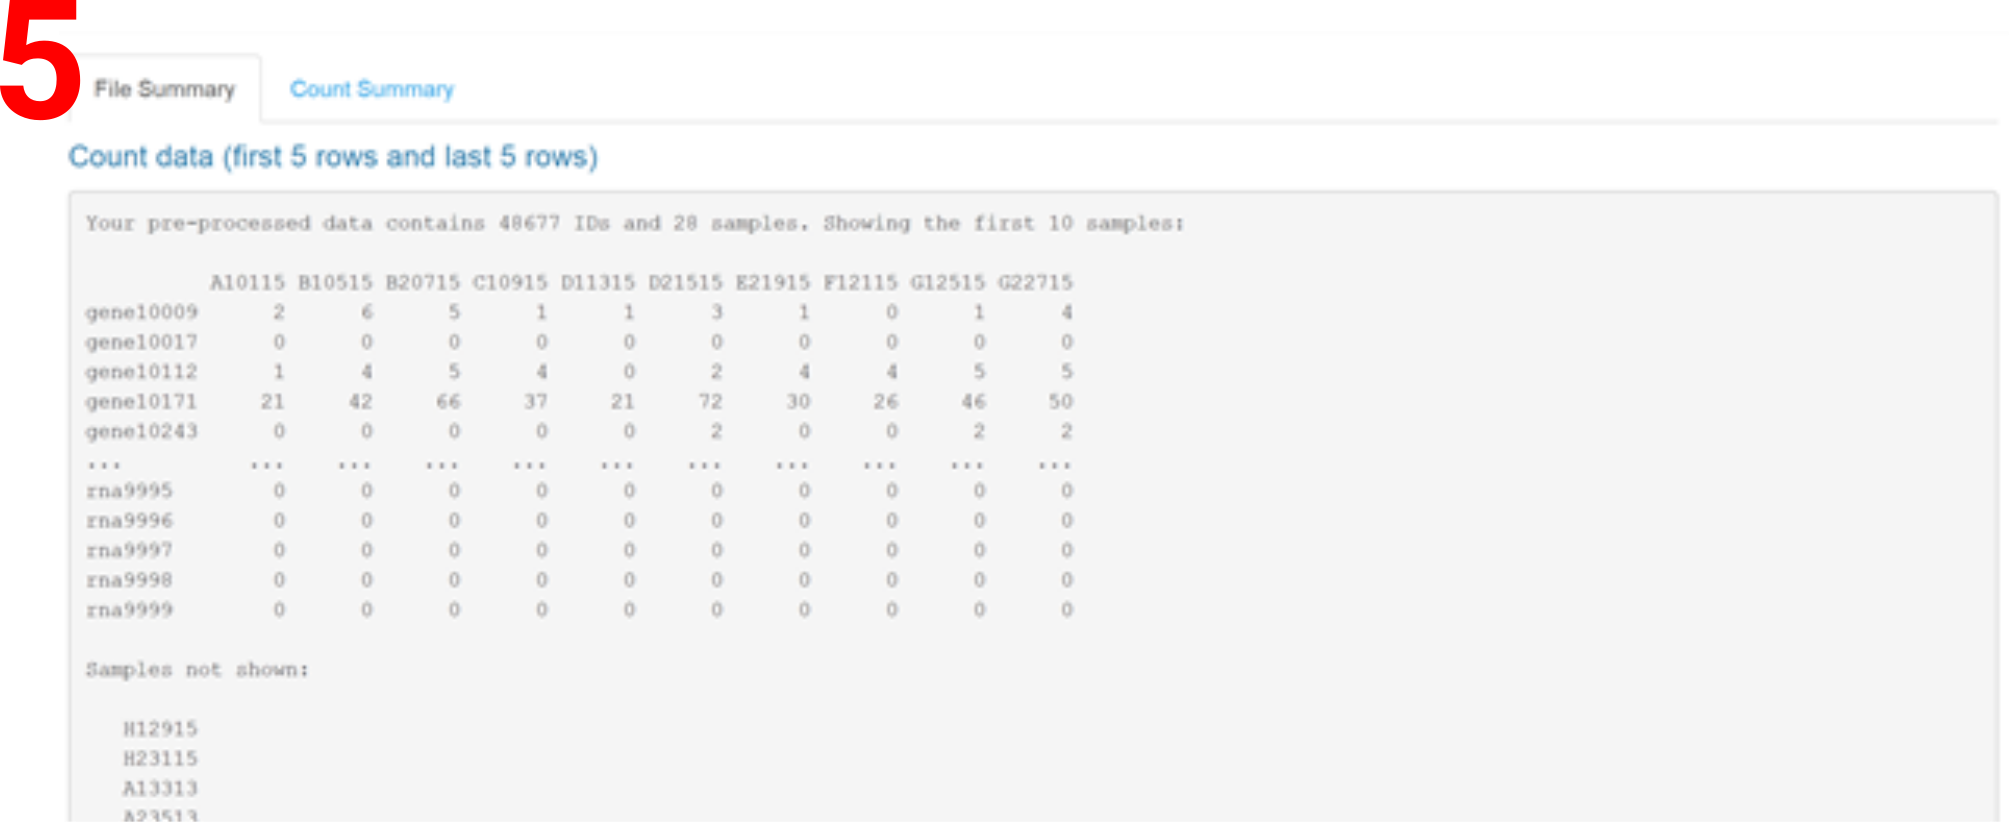 5
File Summary Count Summary
Count data (first 5 rows and last 5 rows)
Your pre-processed data contains 48677 IDs and 28 samples. Showing the first 10 samples:
A10115 B10515 B20715 C10915 D11315 D21515 E21915 F12115 G12515 G22715
gene10009 2 6 5 1 1 3 1 0 1 4
gene10017 0 0 0 0 0 0 0 0 0 0
gene10112 1 4 5 4 0 2 4 4 5 5
gene10171 21 42 66 37 21 72 30 26 46 50
gene10243 0 0 0 0 0 2 0 0 2 2
... ... ... ... ... ... ... ... ... ... ...
rna9995 0 0 0 0 0 0 0 0 0 0
rna9996 0 0 0 0 0 0 0 0 0 0
rna9997 0 0 0 0 0 0 0 0 0 0
rna9998 0 0 0 0 0 0 0 0 0 0
rna9999 0 0 0 0 0 0 0 0 0 0
Samples not shown:
H12915
H23115
A13313
A23513